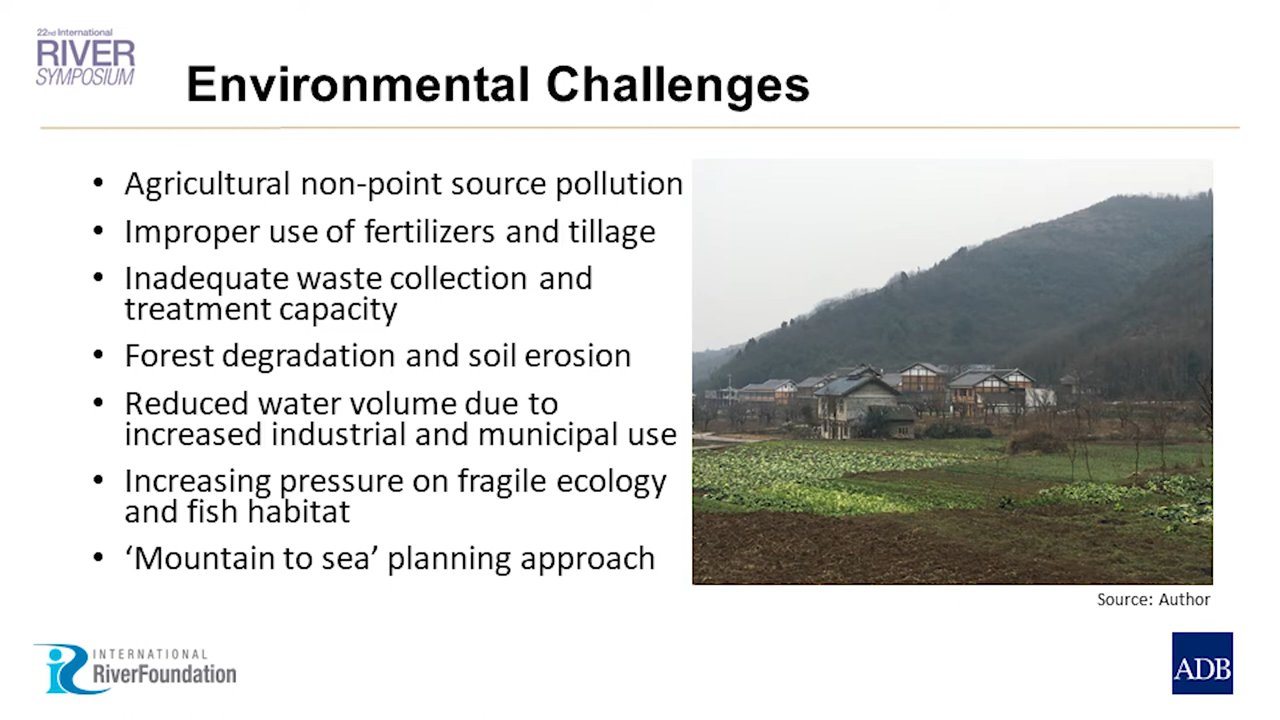 22nd International
RIVER
SYMPOSIUM
Environmental Challenges
• Agricultural non-point source pollution
• Improper use of fertilizers and tillage
• Inadequate waste collection and
treatment capacity
• Forest degradation and soil erosion
• Reduced water volume due to
increased industrial and municipal use
• Increasing pressure on fragile ecology
and fish habitat
• ‘Mountain to sea’ planning approach
Source: Author
INTERNATIONAL
RiverFoundation
ADB